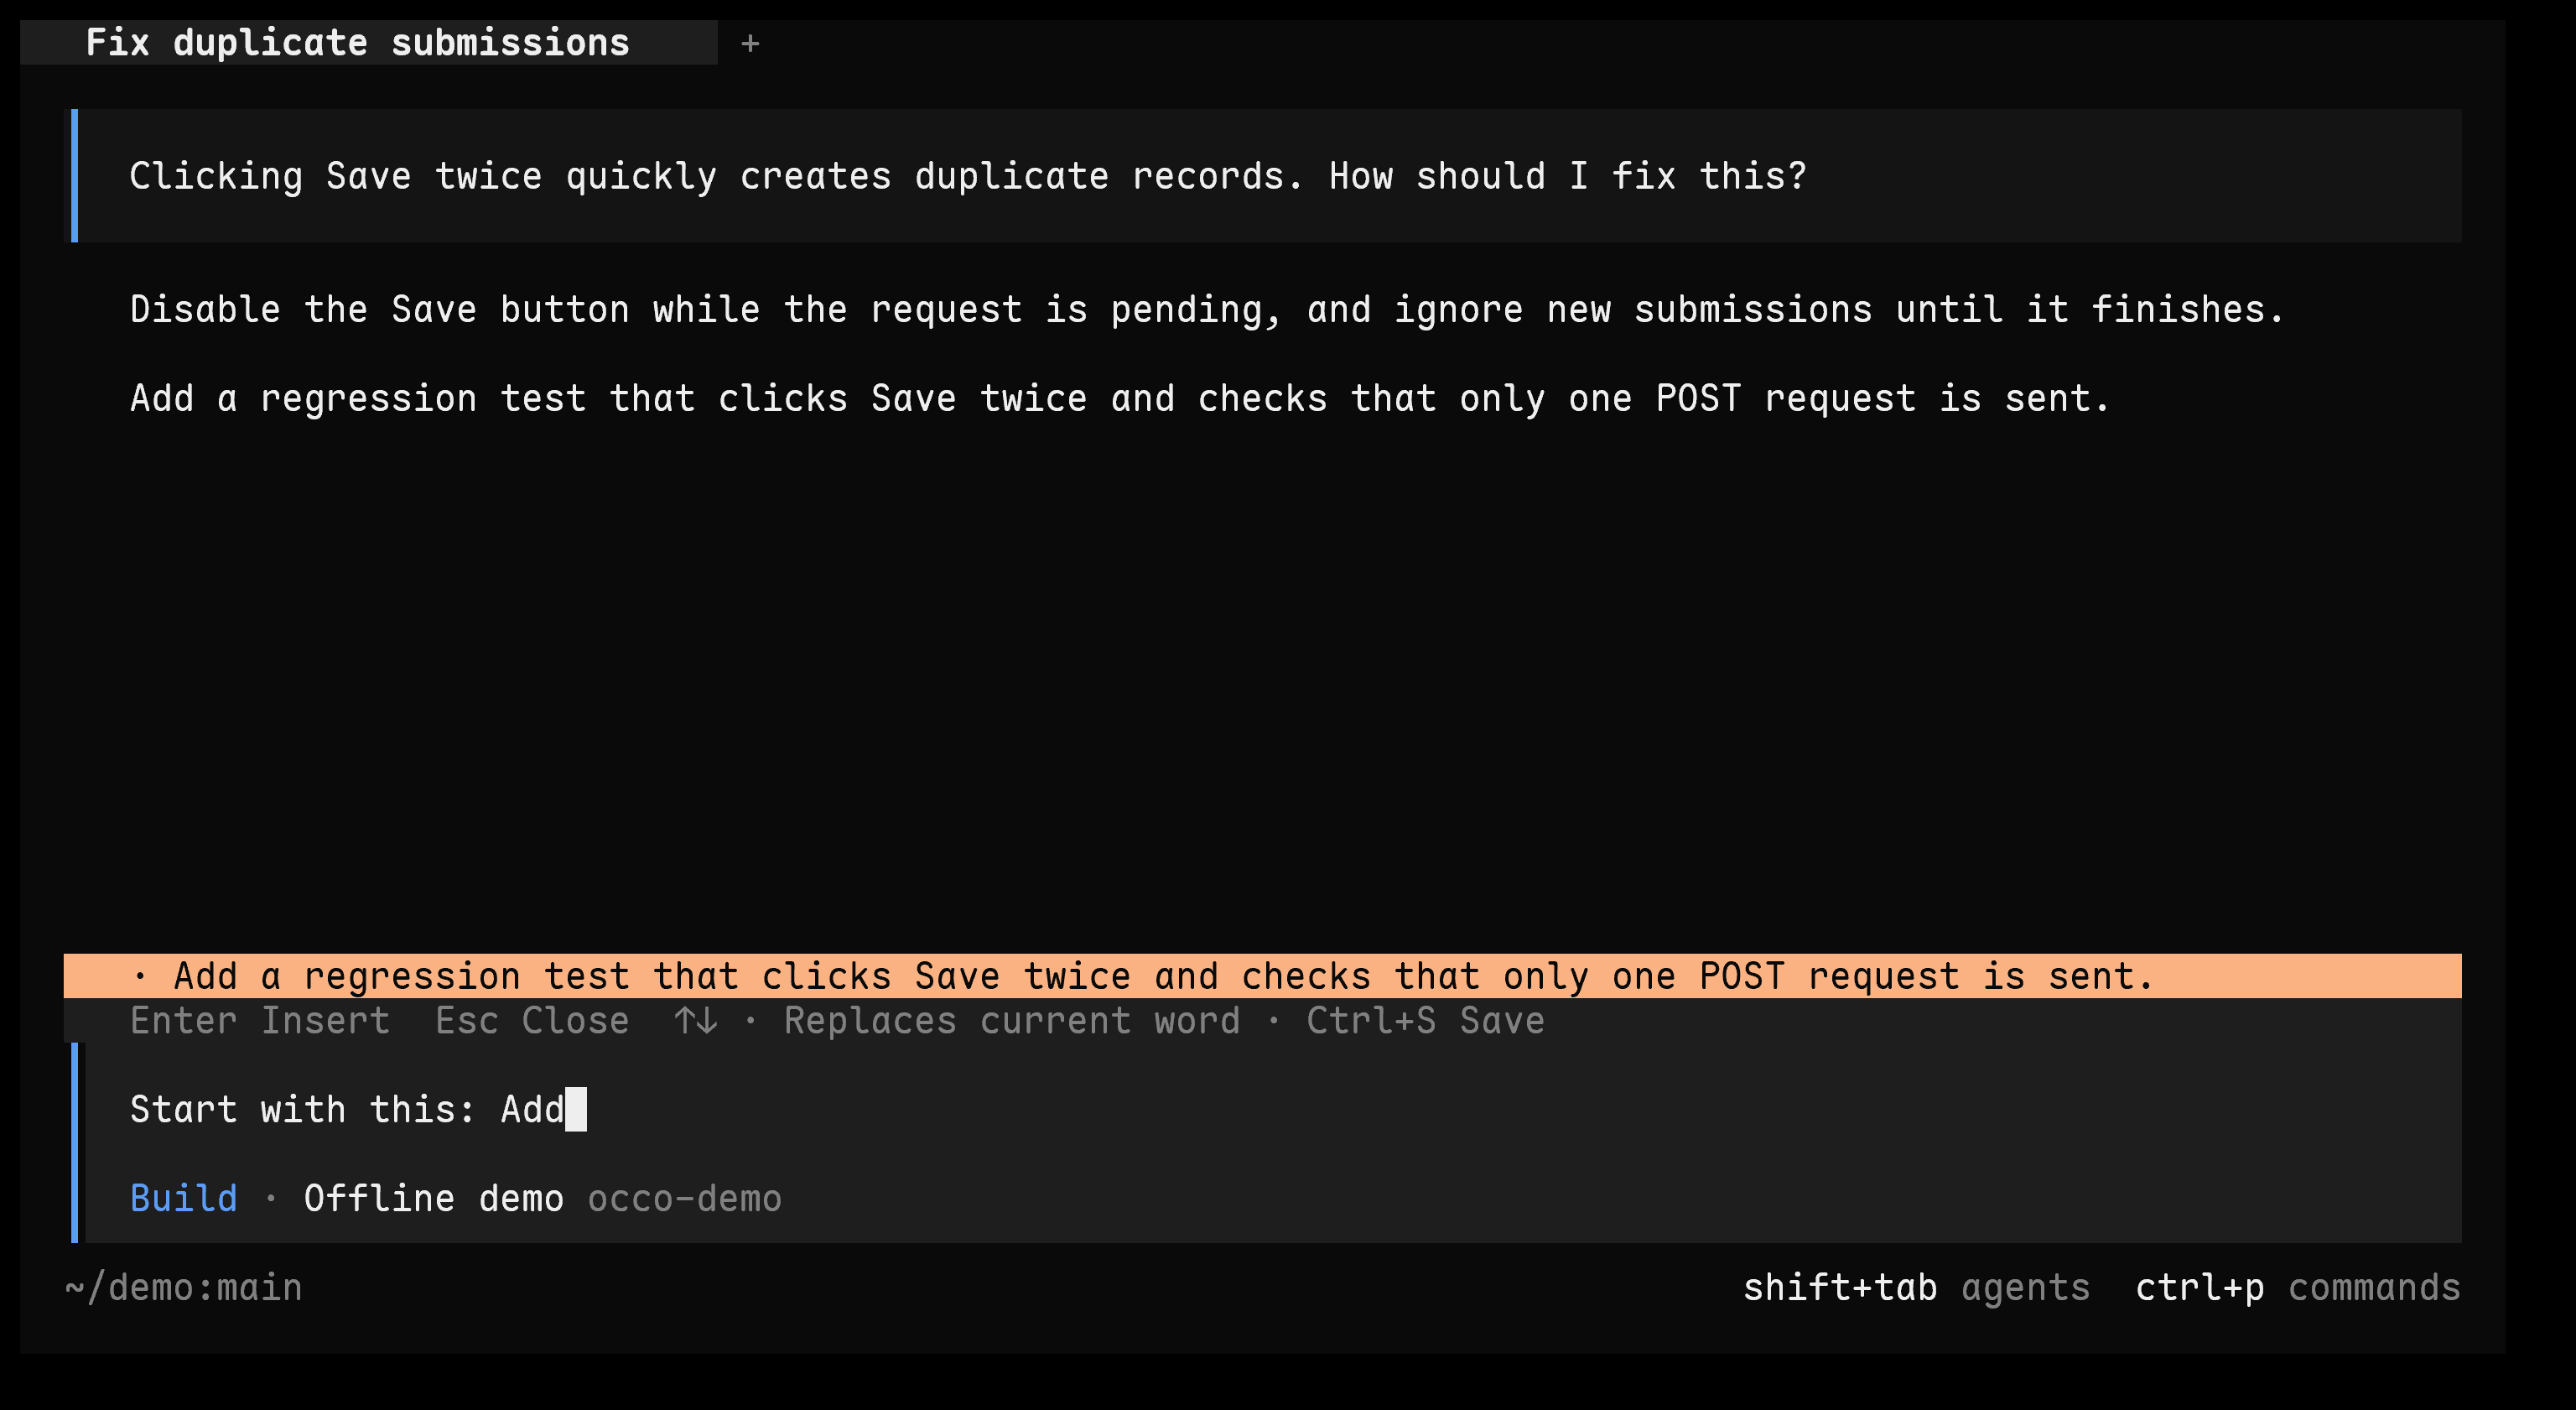 Fix duplicate submissions +
Clicking Save twice quickly creates duplicate records. How should I fix this?
Disable the Save button while the request is pending, and ignore new submissions until it finishes.
Add a regression test that clicks Save twice and checks that only one POST request is sent.
· Add a regression test that clicks Save twice and checks that only one POST request is sent.
Enter Insert Esc Close ↑↓ · Replaces current word · Ctrl+S Save
Start with this: Add
Build · Offline demo occo-demo
~/demo:main shift+tab agents ctrl+p commands